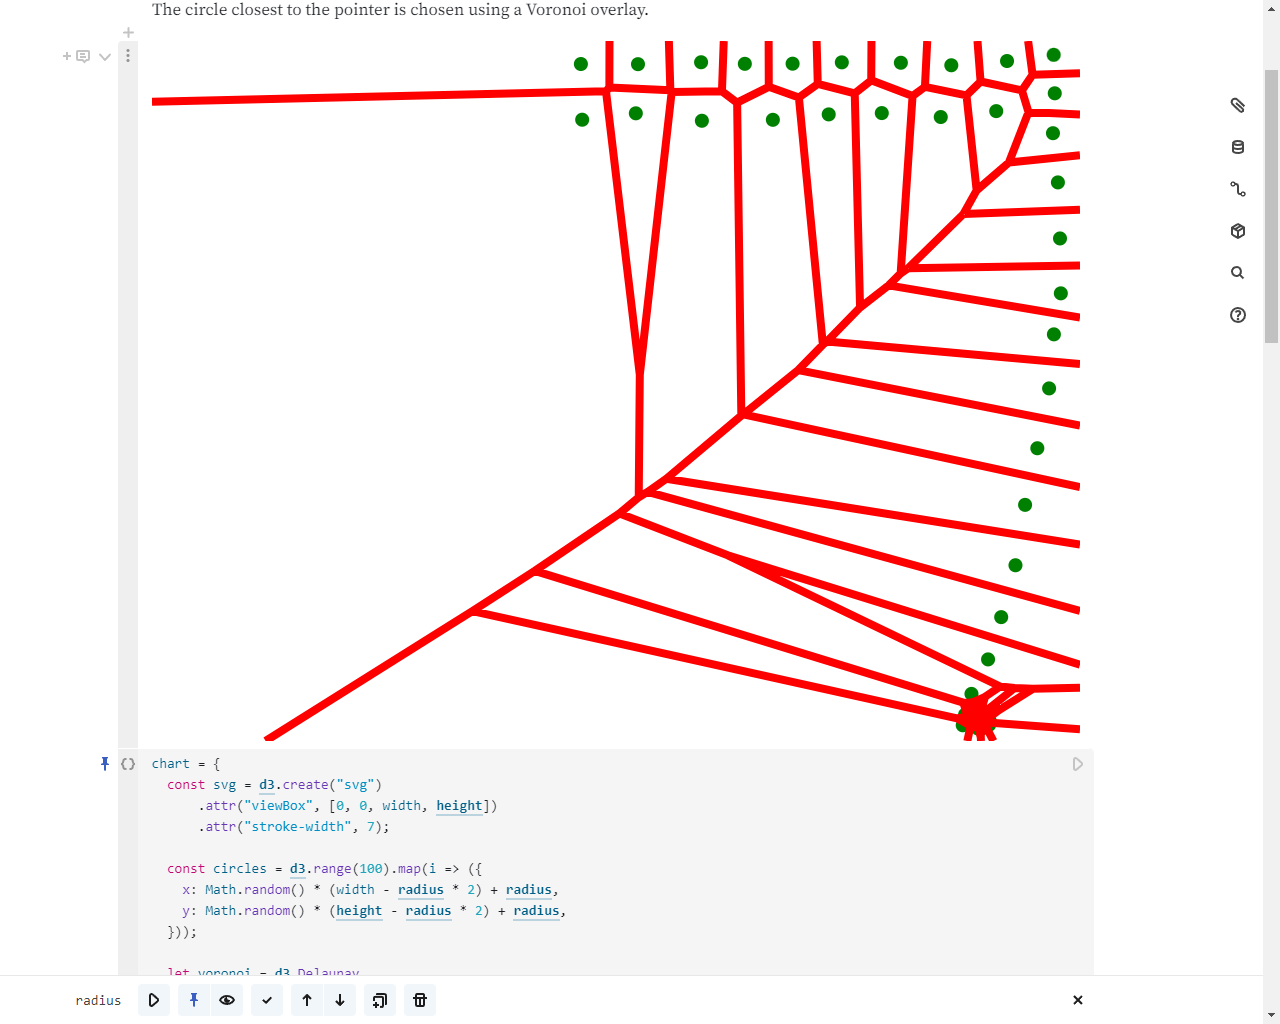 The circle closest to the pointer is chosen using a Voronoi overlay.
chart = {
const svg = d3.create("svg")
.attr("viewBox", [0, 0, width, height])
.attr("stroke-width", 7);
const circles = d3.range(100).map(i => ({
x: Math.random() * (width - radius * 2) + radius,
y: Math.random() * (height - radius * 2) + radius,
}));
let voronoi = d3.Delaunay
radius